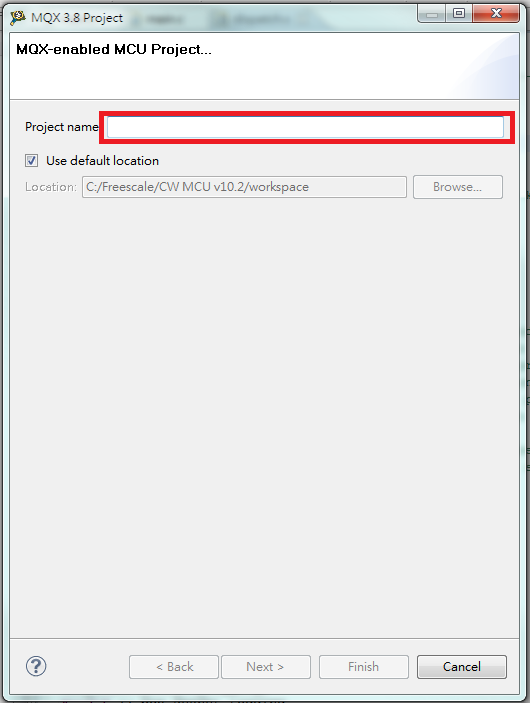 MQX 3.8 Project
MQX-enabled MCU Project...
Project name
Use default location
Location: C:/Freescale/CW MCU v10.2/workspace Browse...
? < Back Next > Finish Cancel